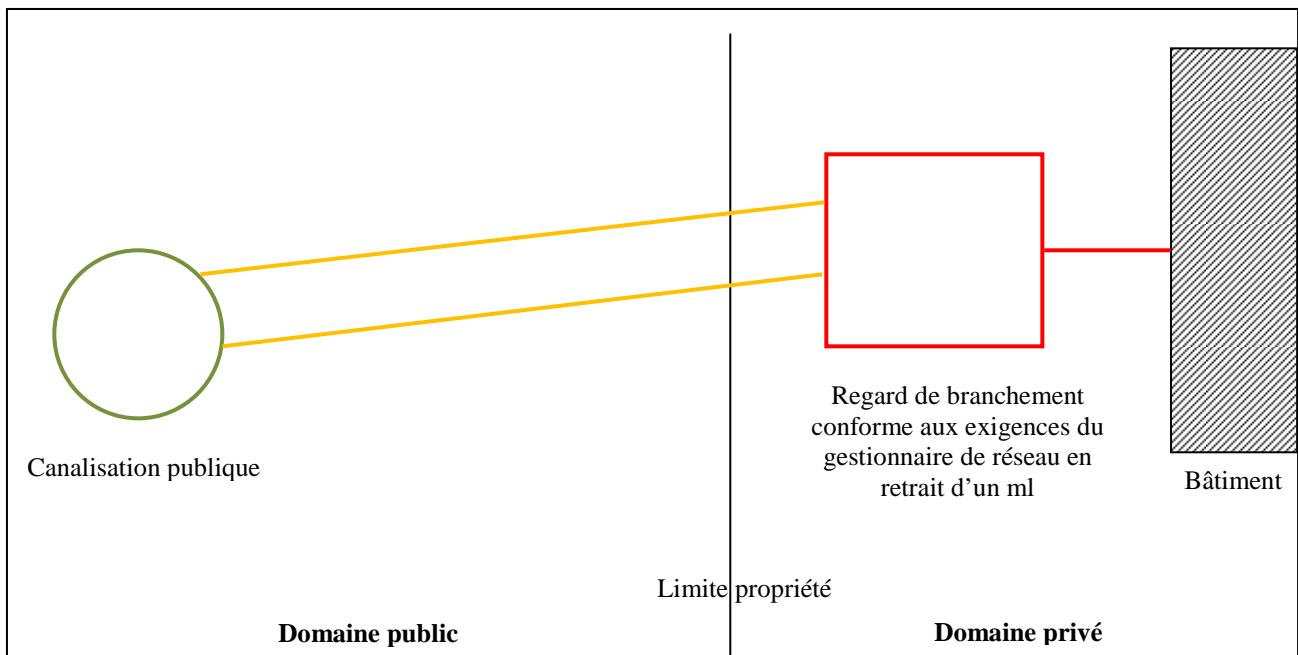 Canalisation publique
Regard de branchement
conforme aux exigences du
gestionnaire de réseau en
retrait d’un ml
Bâtiment
Limite propriété
Domaine public
Domaine privé